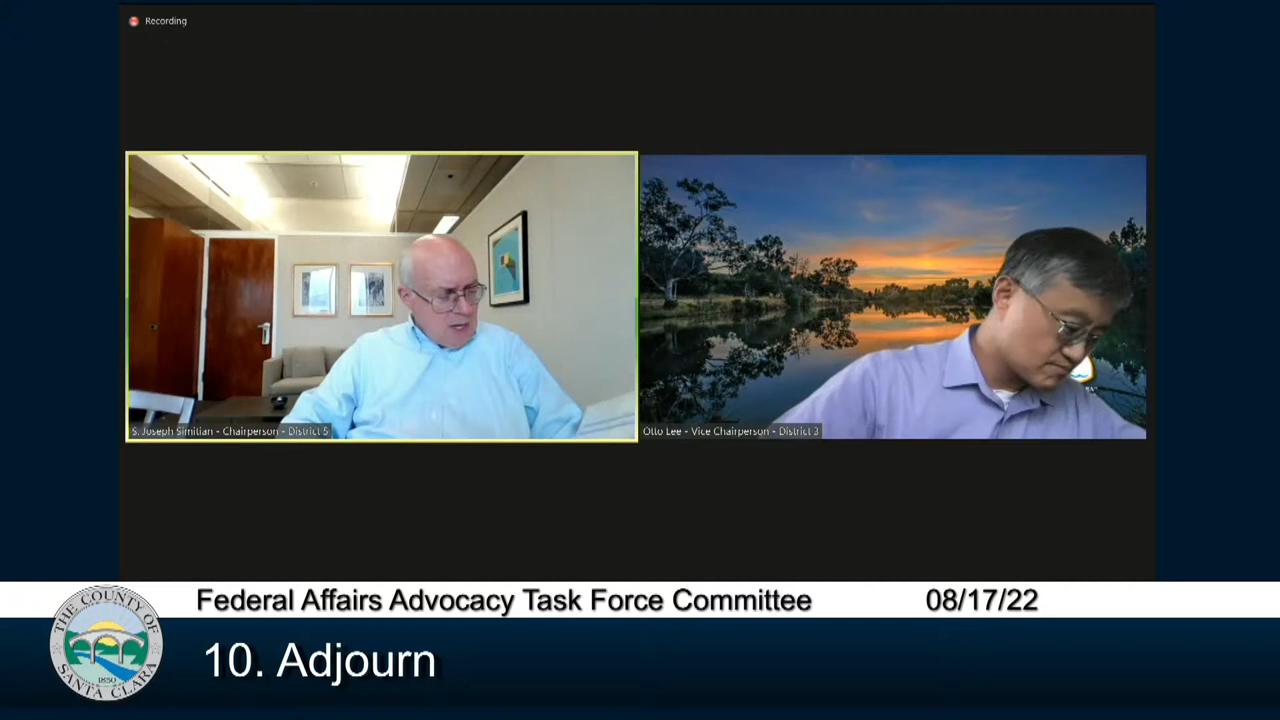 Recording
S. Joseph Simitian - Chairperson - District 5
Otto Lee - Vice Chairperson - District 3
Federal Affairs Advocacy Task Force Committee
08/17/22
THE COUNTY OF
SANTA CLARA
1850
10. Adjourn